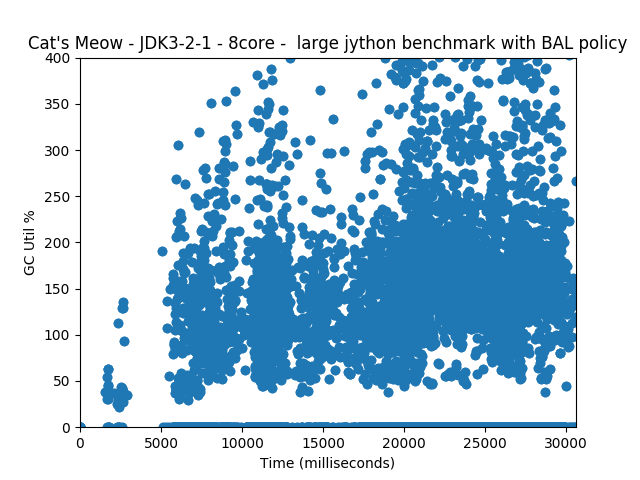 Cat's Meow - JDK3-2-1 - 8core -  large jython benchmark with BAL policy
400
350
300
250
200
150
100
50
0
GC Util %
0 5000 10000 15000 20000 25000 30000
Time (milliseconds)